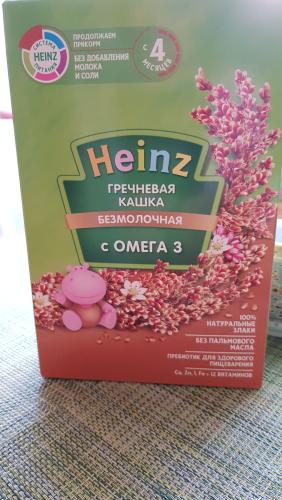 СИСТЕМА
HEINZ
ПИТАНИЯ
ПРОДОЛЖАЕМ
ПРИКОРМ
БЕЗ ДОБАВЛЕНИЯ
МОЛОКА
И СОЛИ
С 4
МЕСЯЦЕВ
Heinz
ГРЕЧНЕВАЯ
КАШКА
БЕЗМОЛОЧНАЯ
С ОМЕГА 3
100%
НАТУРАЛЬНЫЕ
ЗЛАКИ
БЕЗ ПАЛЬМОВОГО
МАСЛА
ПРЕБИОТИК ДЛЯ ЗДОРОВОГО
ПИЩЕВАРЕНИЯ
Ca, Zn, I, Fe + 12 ВИТАМИНОВ